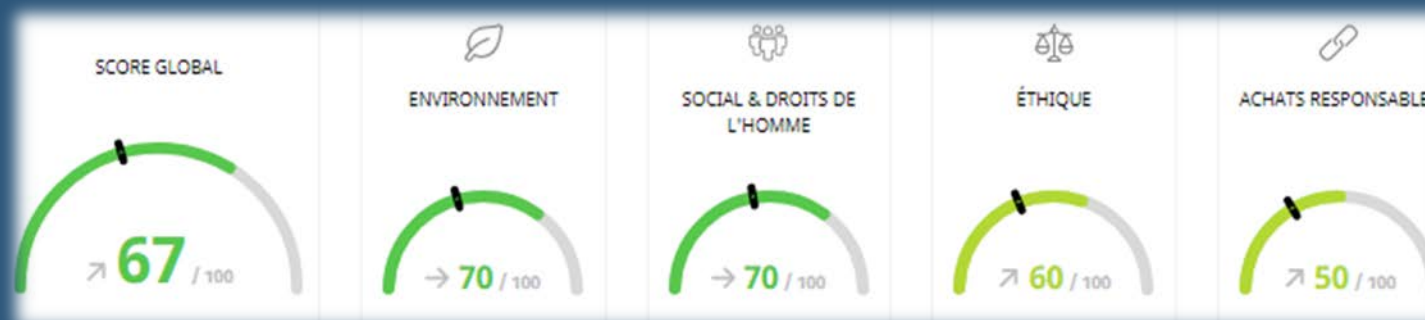 SCORE GLOBAL
67 / 100
ENVIRONNEMENT
70 / 100
SOCIAL & DROITS DE
L'HOMME
70 / 100
ÉTHIQUE
60 / 100
ACHATS RESPONSABLE
50 / 100